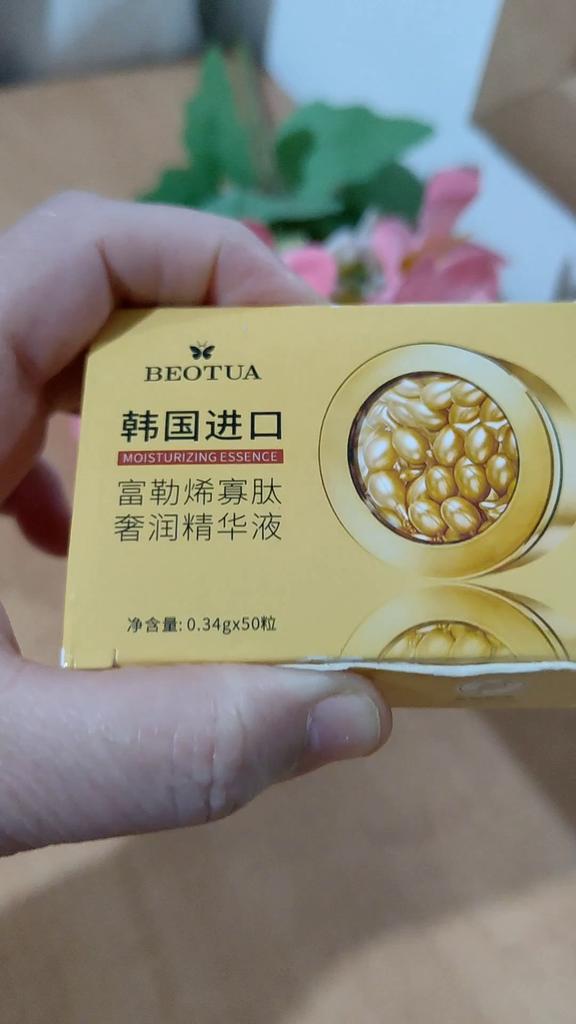 BEOTUA
韩国进口
MOISTURIZING ESSENCE
富勒烯寡肽
奢润精华液
净含量: 0.34gx50粒